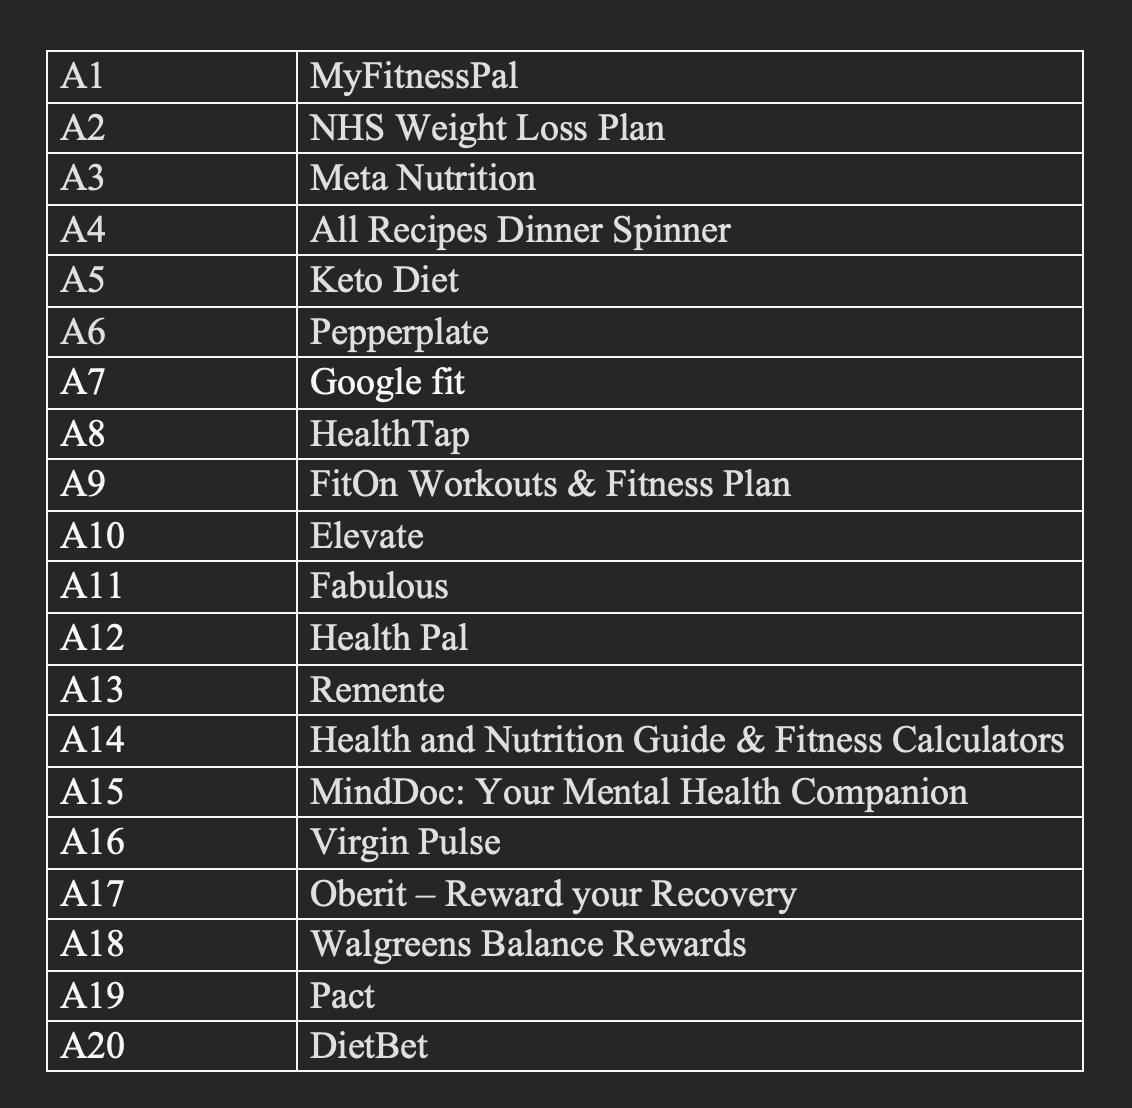 A1 MyFitnessPal
A2 NHS Weight Loss Plan
A3 Meta Nutrition
A4 All Recipes Dinner Spinner
A5 Keto Diet
A6 Pepperplate
A7 Google fit
A8 HealthTap
A9 FitOn Workouts & Fitness Plan
A10 Elevate
A11 Fabulous
A12 Health Pal
A13 Remente
A14 Health and Nutrition Guide & Fitness Calculators
A15 MindDoc: Your Mental Health Companion
A16 Virgin Pulse
A17 Oberit – Reward your Recovery
A18 Walgreens Balance Rewards
A19 Pact
A20 DietBet